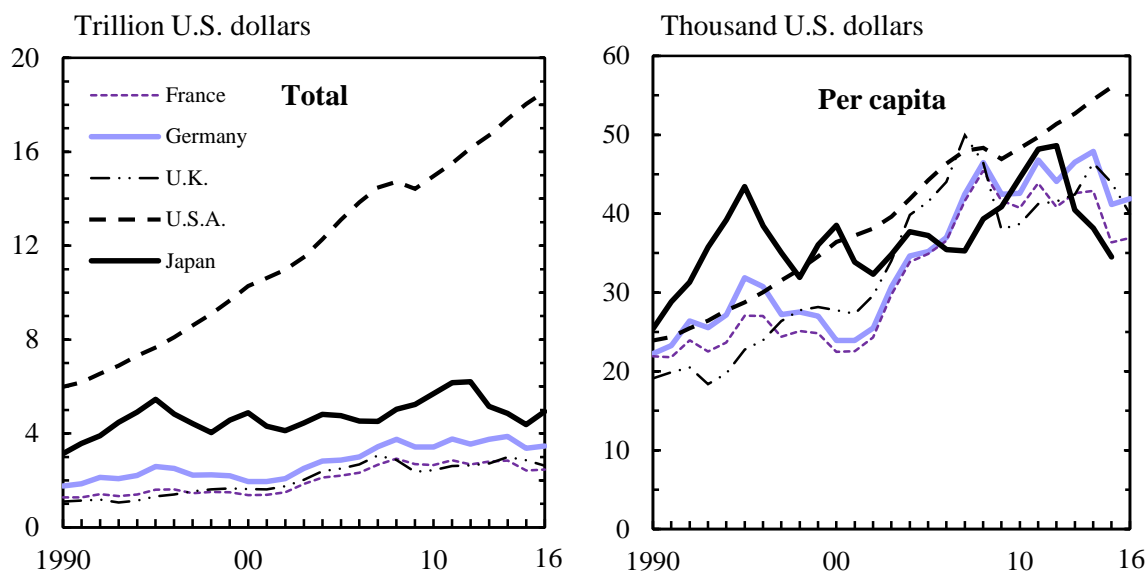 Trillion U.S. dollars
20
16
12
8
4
0
1990 00 10 16
Total
France
Germany
U.K.
U.S.A.
Japan
Thousand U.S. dollars
60
50
40
30
20
10
0
1990 00 10 16
Per capita